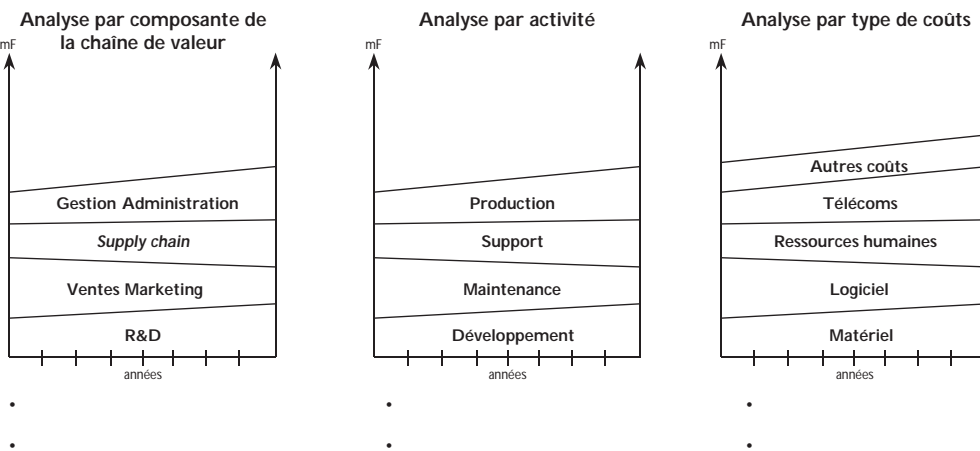 Analyse par composante de
la chaîne de valeur
mF
Gestion Administration
Supply chain
Ventes Marketing
R&D
années
•
•
Analyse par activité
mF
Production
Support
Maintenance
Développement
années
•
•
Analyse par type de coûts
mF
Autres coûts
Télécoms
Ressources humaines
Logiciel
Matériel
années
•
•